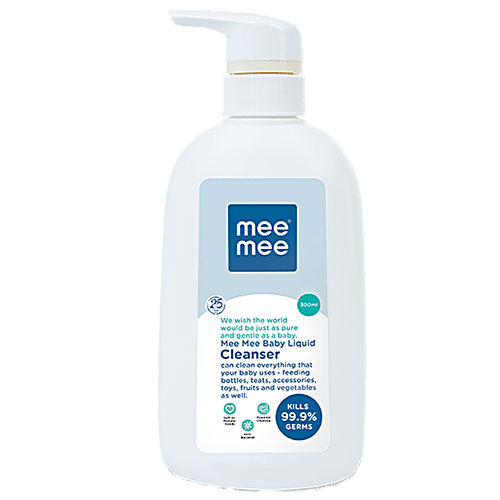 mee®
mee
25
300ml
We wish the world
would be just as pure
and gentle as a baby.
Mee Mee Baby Liquid
Cleanser
can clean everything that
your baby uses - feeding
bottles, teats, accessories,
toys, fruits and vegetables
as well.
KILLS
99.9%
GERMS